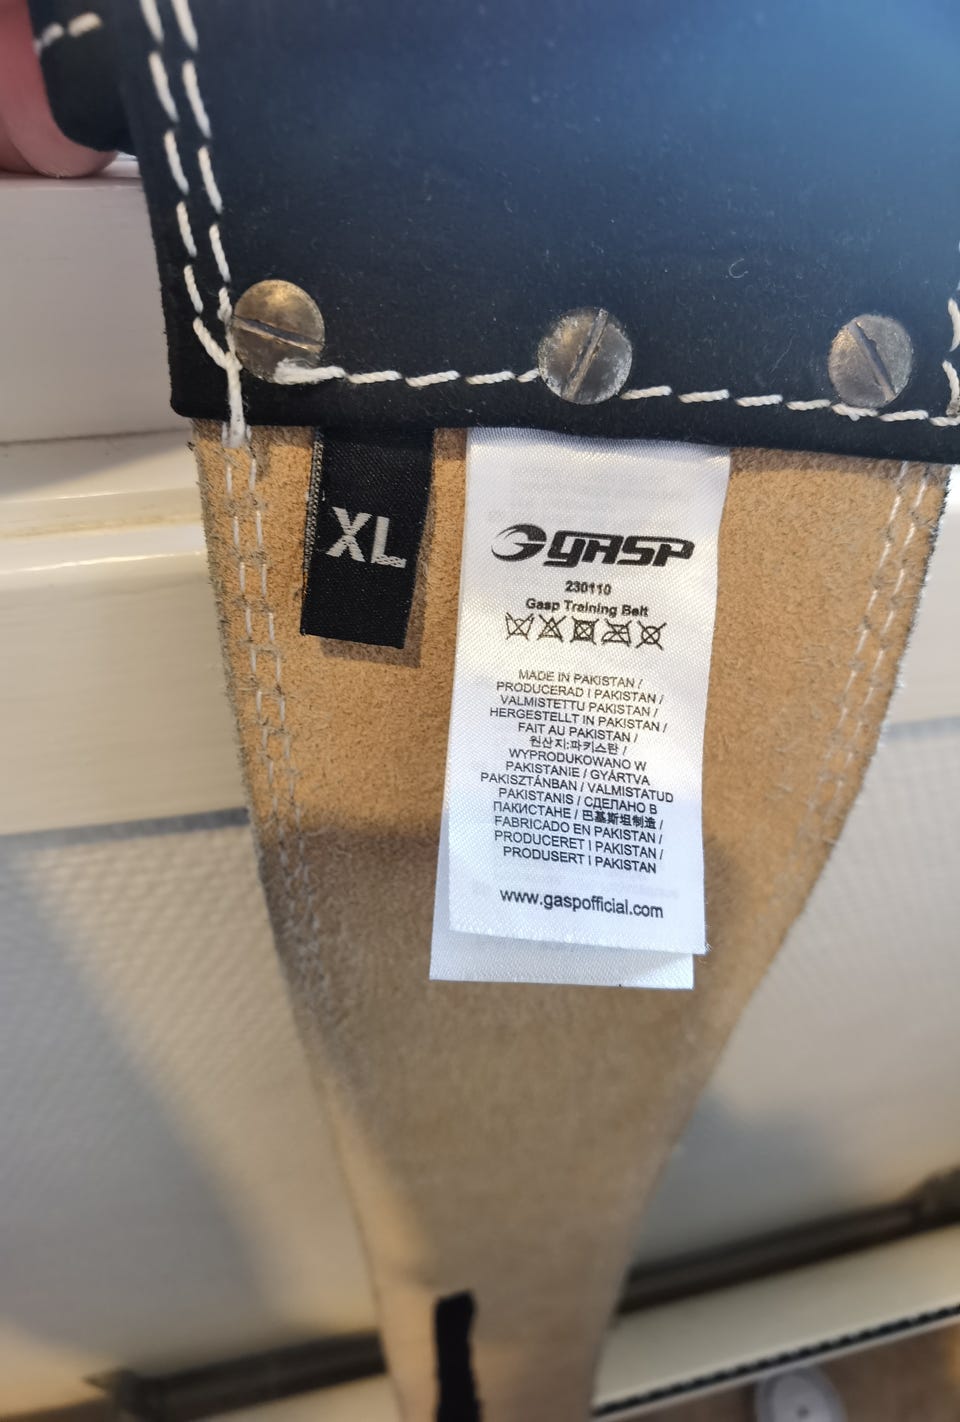 XL
GASP
230110
Gasp Training Belt
MADE IN PAKISTAN /
PRODUCERAD I PAKISTAN /
VALMISTETTU PAKISTAN /
HERGESTELLT IN PAKISTAN /
FAIT AU PAKISTAN /
원산지:파키스탄 /
WYPRODUKOWANO W
PAKISTANIE / GYÁRTVA
PAKISZTÁNBAN / VALMISTATUD
PAKISTANIS / СДЕЛАНО В
ПАКИСТАНЕ / 巴基斯坦制造 /
FABRICADO EN PAKISTAN /
PRODUCERET I PAKISTAN /
PRODUSERT I PAKISTAN
www.gaspofficial.com